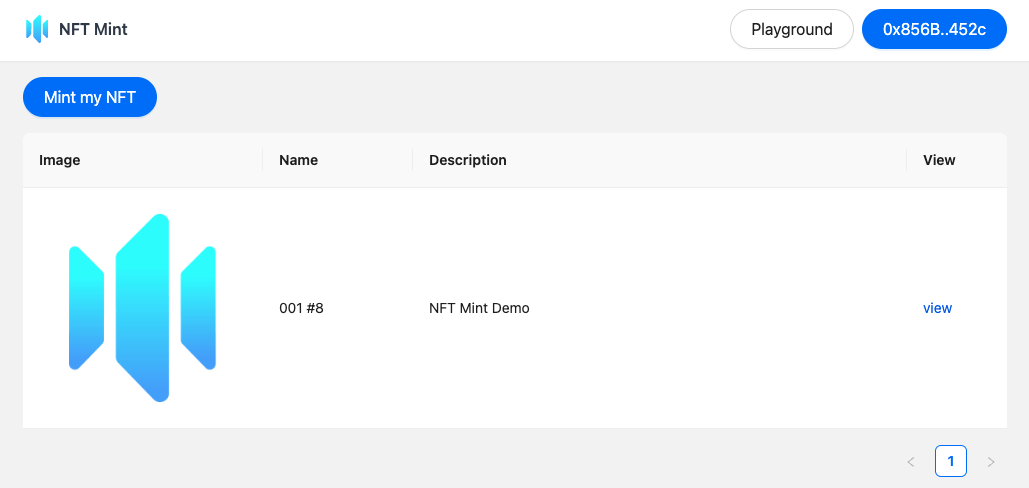 NFT Mint
Playground
0x856B..452c
Mint my NFT
Image Name Description View
001 #8 NFT Mint Demo view
< 1 >